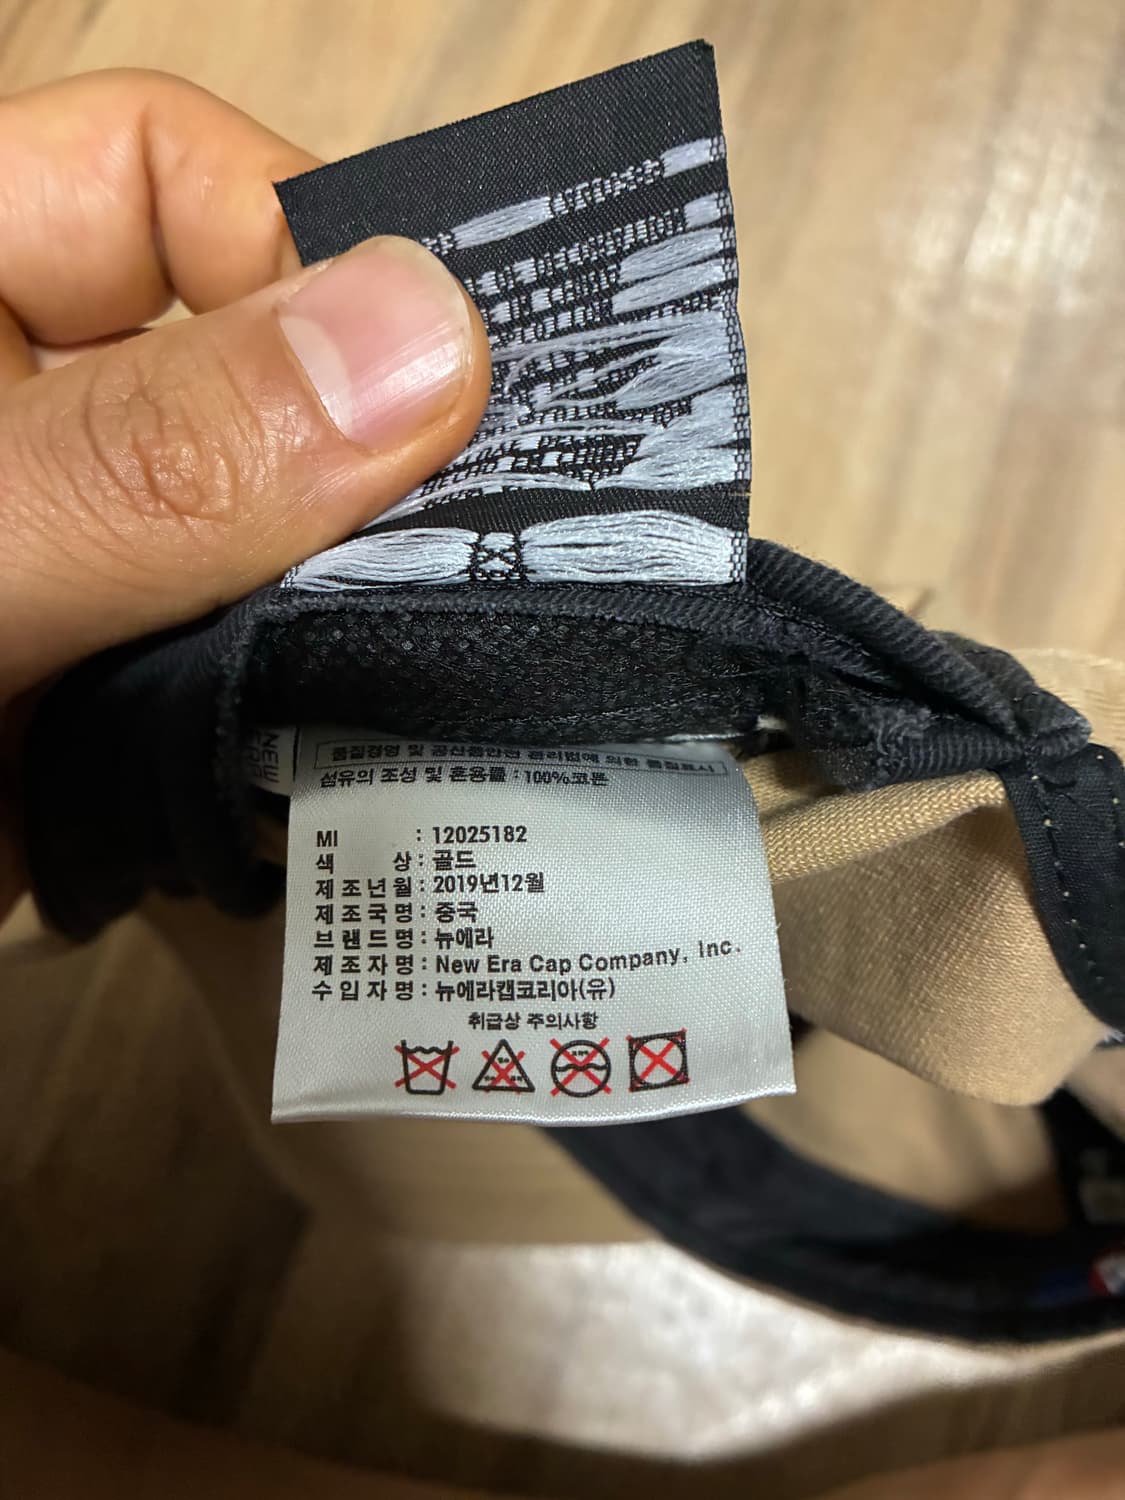 NEW
ERA
품질경영 및 공산품안전 관리법에 의한 품질표시
섬유의 조성 및 혼용률 : 100%코튼
MI : 12025182
색 상 : 골드
제조년월 : 2019년12월
제조국명 : 중국
브랜드명 : 뉴에라
제조자명 : New Era Cap Company, Inc.
수입자명 : 뉴에라캡코리아(유)
취급상 주의사항